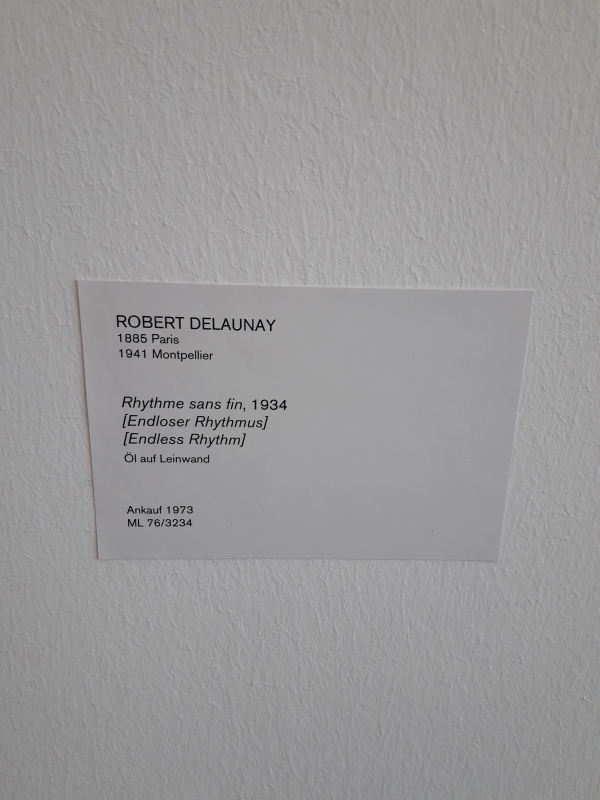 ROBERT DELAUNAY
1885 Paris
1941 Montpellier
Rhythme sans fin, 1934
[Endloser Rhythmus]
[Endless Rhythm]
Öl auf Leinwand
Ankauf 1973
ML 76/3234